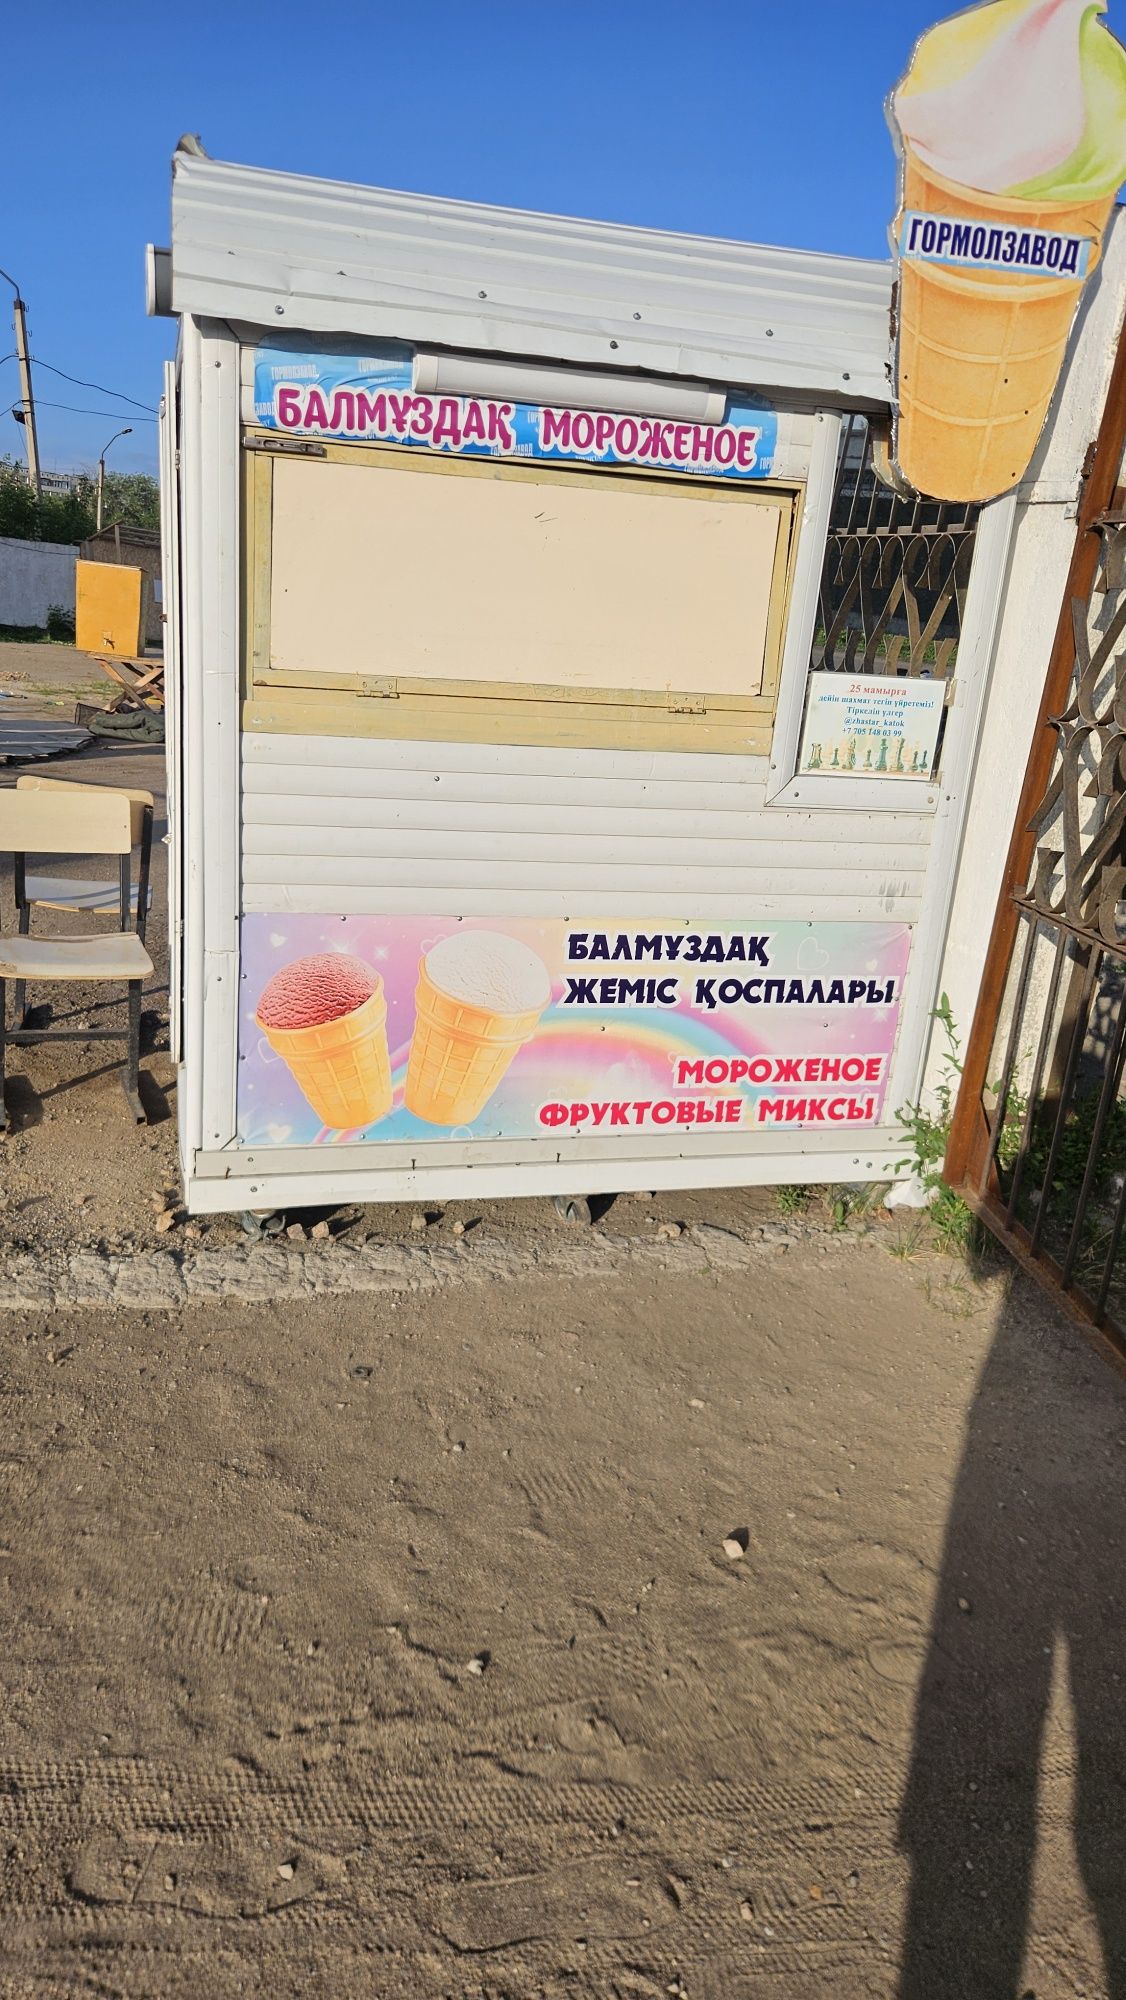 ГОРМОЛЗАВОД
БАЛМҰЗДАҚ МОРОЖЕНОЕ
25 мамырға
дейін шахмат тегін үйретеміз!
Тіркеліп үлгер
@zhastar_katok
+7 705 148 03 99
БАЛМҰЗДАҚ
ЖЕМІС ҚОСПАЛАРЫ
МОРОЖЕНОЕ
ФРУКТОВЫЕ МИКСЫ